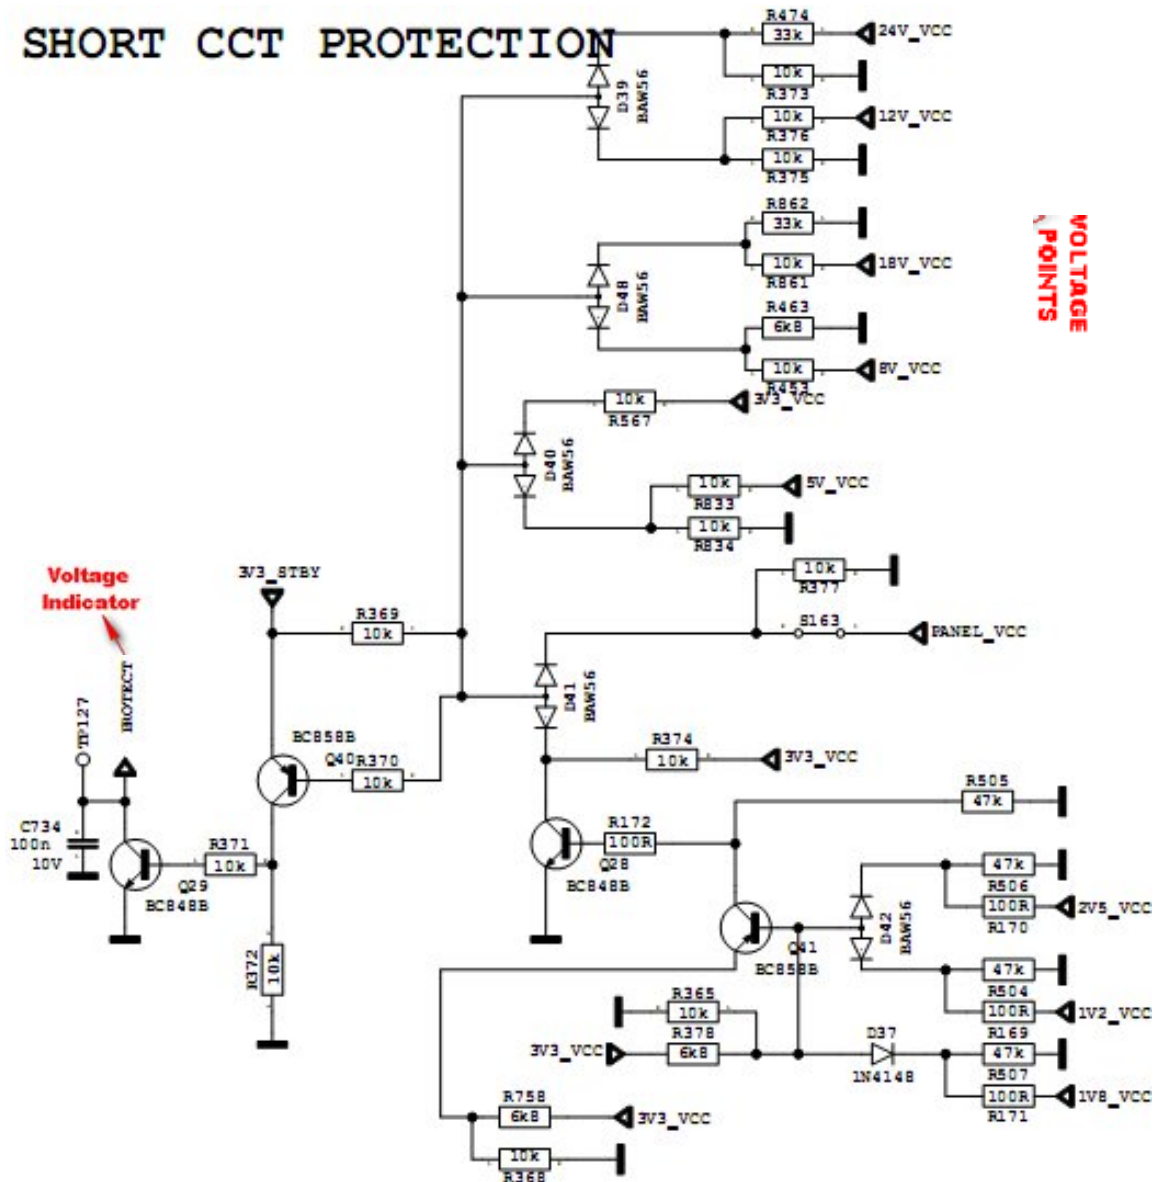 SHORT CCT PROTECTION
R474
33k
24V_VCC
10k
R373
D39
BAW56
10k
12V_VCC
R376
10k
R375
R862
33k
VOLTAGE
POINTS
10k
18V_VCC
R861
D48
BAW56
R463
6k8
10k
8V_VCC
R453
10k
3V3_VCC
R567
D40
BAW56
10k
5V_VCC
R833
10k
R834
Voltage
Indicator
3V3_STBY
10k
R377
R369
10k
S163
PANEL_VCC
PROTECT
TP127
D41
BAW56
BC858B
Q40
R370
10k
R374
10k
3V3_VCC
R505
47k
C734
100n
10V
R371
10k
Q29
BC848B
R172
100R
Q28
BC848B
47k
R506
100R
2V5_VCC
R170
D42
BAW56
Q41
BC858B
R372
10k
47k
R504
100R
1V2_VCC
R169
R365
10k
R378
3V3_VCC
6k8
D37
1N4148
47k
R507
100R
1V8_VCC
R171
R758
6k8
3V3_VCC
10k
R368